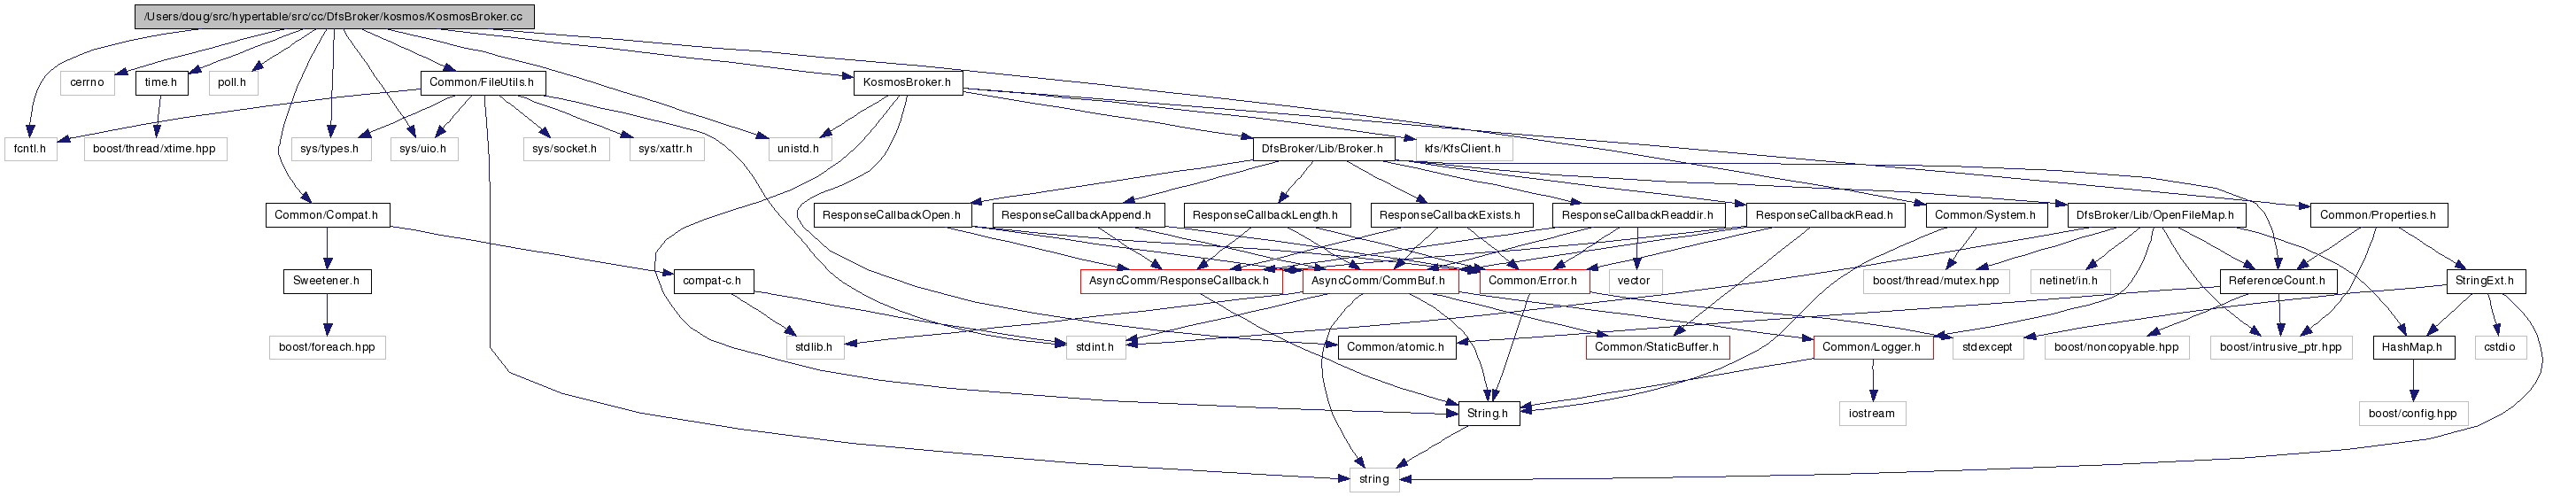 /Users/doug/src/hypertable/src/cc/DfsBroker/kosmos/KosmosBroker.cc
cerrno
time.h
poll.h
Common/FileUtils.h
KosmosBroker.h
fcntl.h
boost/thread/xtime.hpp
sys/types.h
sys/uio.h
sys/socket.h
sys/xattr.h
unistd.h
DfsBroker/Lib/Broker.h
kfs/KfsClient.h
Common/Compat.h
ResponseCallbackOpen.h
ResponseCallbackAppend.h
ResponseCallbackLength.h
ResponseCallbackExists.h
ResponseCallbackReaddir.h
ResponseCallbackRead.h
Common/System.h
DfsBroker/Lib/OpenFileMap.h
Common/Properties.h
Sweetener.h
compat-c.h
AsyncComm/ResponseCallback.h
AsyncComm/CommBuf.h
Common/Error.h
vector
boost/thread/mutex.hpp
netinet/in.h
ReferenceCount.h
StringExt.h
boost/foreach.hpp
stdlib.h
stdint.h
Common/atomic.h
Common/StaticBuffer.h
Common/Logger.h
stdexcept
boost/noncopyable.hpp
boost/intrusive_ptr.hpp
HashMap.h
cstdio
String.h
iostream
boost/config.hpp
string